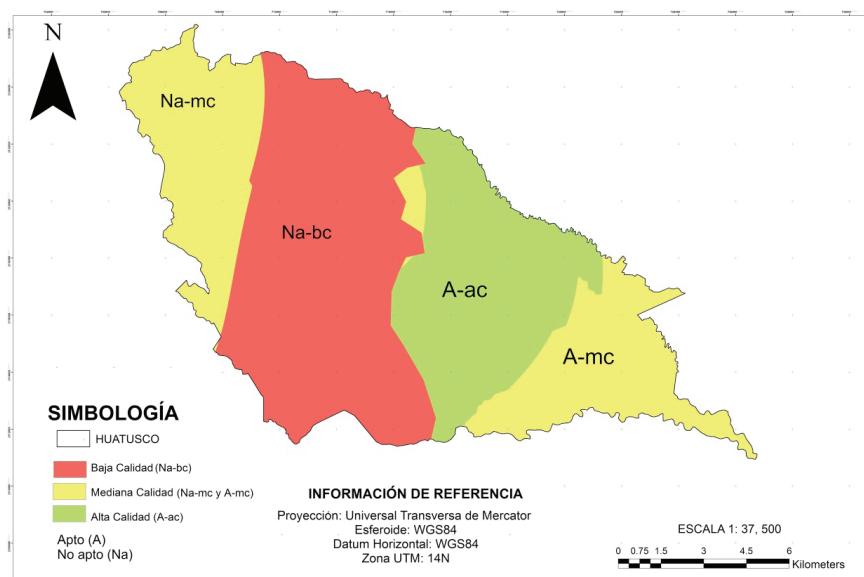 N
Na-mc
Na-bc
A-ac
A-mc
SIMBOLOGÍA
HUATUSCO
Baja Calidad (Na-bc)
Mediana Calidad (Na-mc y A-mc)
Alta Calidad (A-ac)
Apto (A)
No apto (Na)
INFORMACIÓN DE REFERENCIA
Proyección: Universal Transversa de Mercator
Esferoide: WGS84
Datum Horizontal: WGS84
Zona UTM: 14N
ESCALA 1: 37, 500
0 0.75 1.5 3 4.5 6
Kilometers